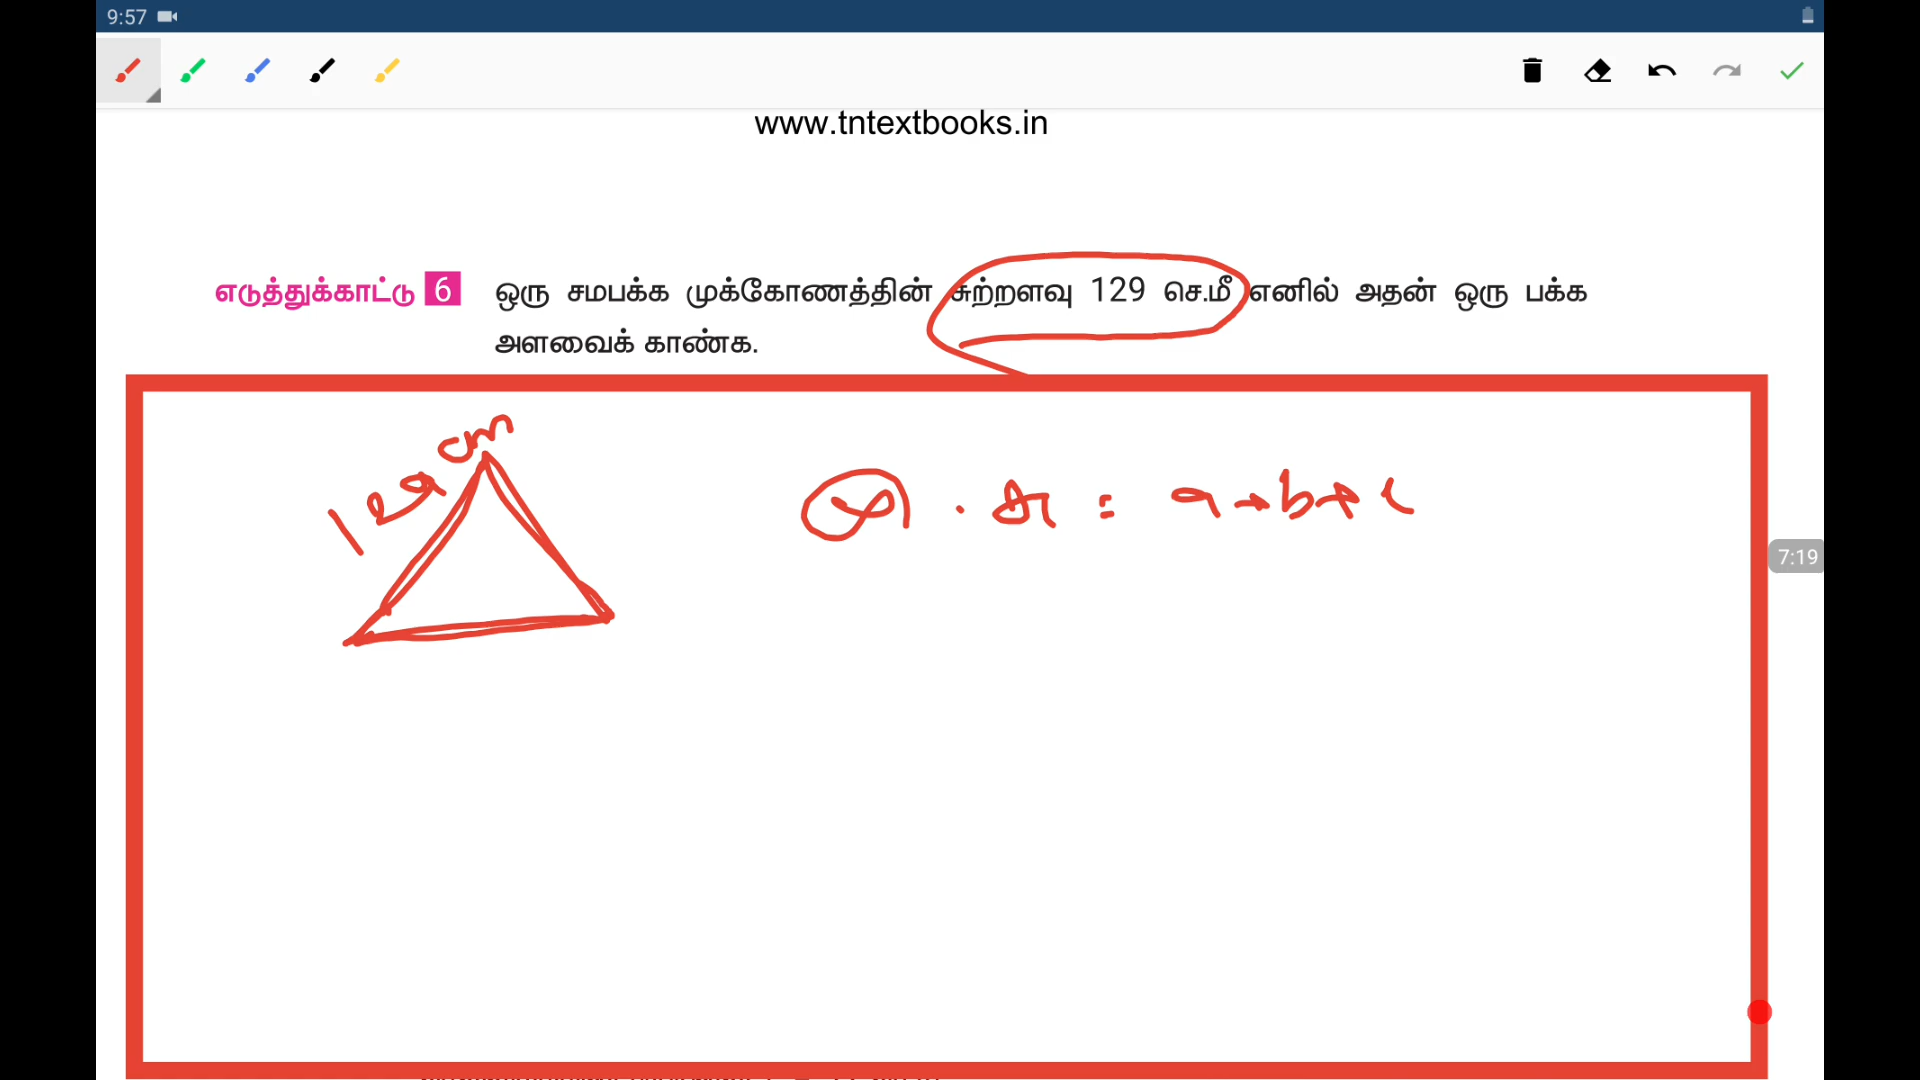 9:57
www.tntextbooks.in
எடுத்துக்காட்டு 6 ஒரு சமபக்க முக்கோணத்தின் சுற்றளவு 129 செ.மீ எனில் அதன் ஒரு பக்க
அளவைக் காண்க.
129 cm
= a+b+c
7:19